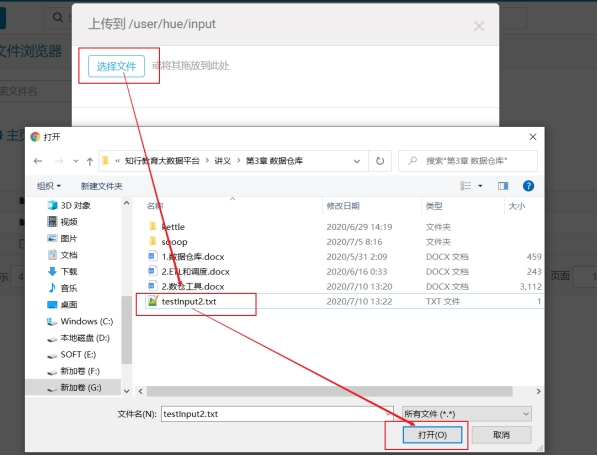 上传到 /user/hue/input
×
文件浏览器
选择文件
或将其拖放到此处
索文件名
主页
打开
« 知行教育大数据平台 › 讲义 › 第3章 数据仓库
搜索"第3章 数据仓库"
组织 新建文件夹
名称 修改日期 类型 大小
3D 对象
视频
图片
文档
下载
音乐
桌面
Windows (C:)
本地磁盘 (D:)
SOFT (E:)
新加卷 (F:)
新加卷 (G:)
kettle 2020/6/29 14:19 文件夹
sqoop 2020/7/5 8:16 文件夹
1.数据仓库.docx 2020/5/31 2:09 DOCX 文档 459
2.ETL和调度.docx 2020/6/16 0:33 DOCX 文档 243
2.数仓工具.docx 2020/7/10 13:20 DOCX 文档 3,112
testInput2.txt 2020/7/10 13:22 TXT 文件 1
示 4
页面 1
文件名(N): testInput2.txt 所有文件 (*.*)
打开(O) 取消